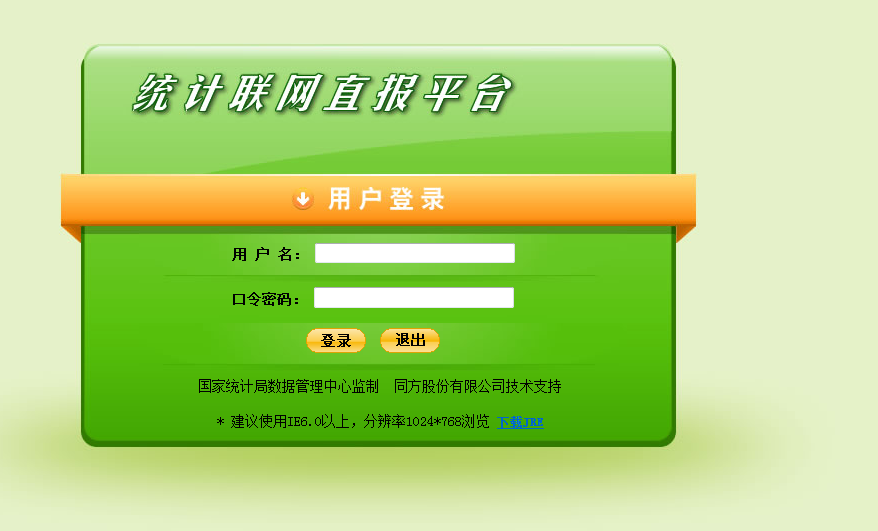 统计联网直报平台
用户登录
用 户 名：
口令密码：
登录 退出
国家统计局数据管理中心监制 同方股份有限公司技术支持
* 建议使用IE6.0以上，分辨率1024*768浏览 下载JRE